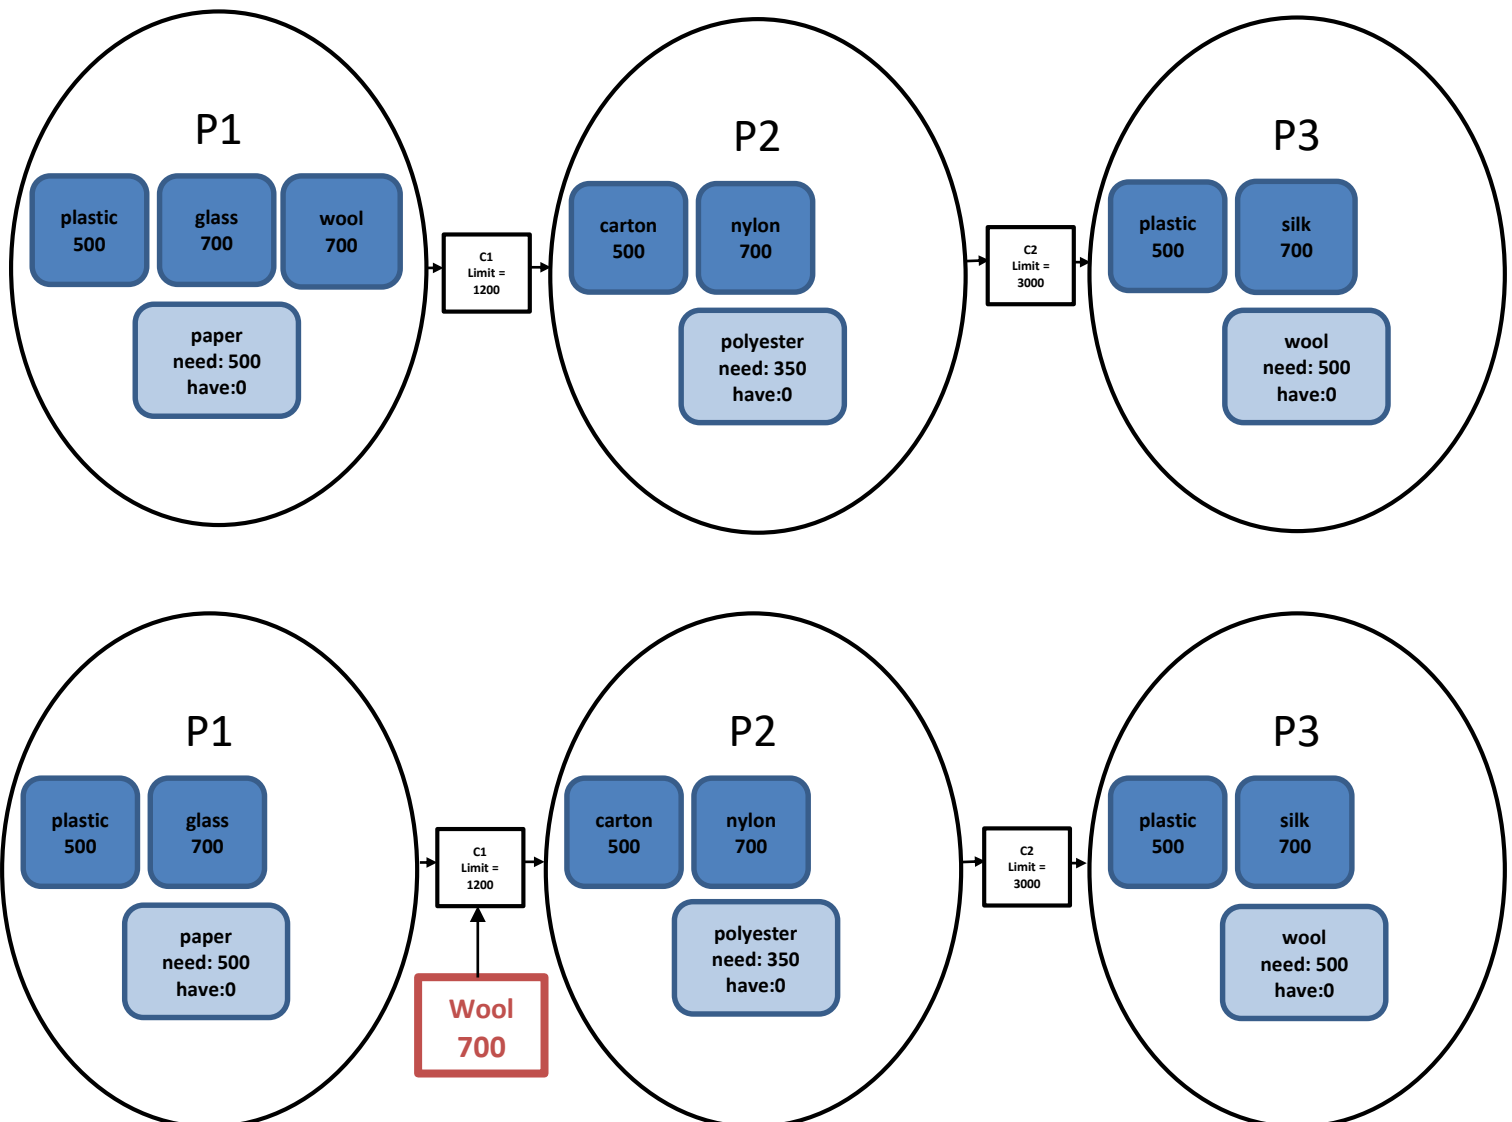 P1
plastic
500
glass
700
wool
700
paper
need: 500
have:0
C1
Limit =
1200
P2
carton
500
nylon
700
polyester
need: 350
have:0
C2
Limit =
3000
P3
plastic
500
silk
700
wool
need: 500
have:0
P1
plastic
500
glass
700
paper
need: 500
have:0
C1
Limit =
1200
Wool
700
P2
carton
500
nylon
700
polyester
need: 350
have:0
C2
Limit =
3000
P3
plastic
500
silk
700
wool
need: 500
have:0